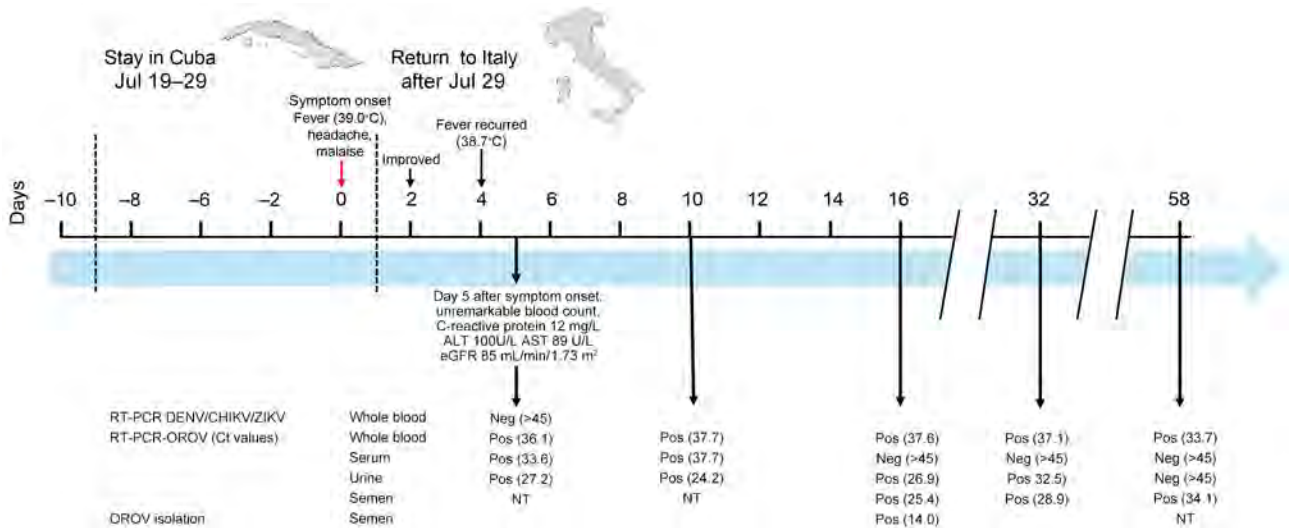 Stay in Cuba
Jul 19–29
Return to Italy
after Jul 29
Symptom onset
Fever (39.0°C),
headache,
malaise
Improved
Fever recurred
(38.7°C)
Days
–10 –8 –6 –4 –2 0 2 4 6 8 10 12 14 16 32 58
Day 5 after symptom onset:
unremarkable blood count,
C-reactive protein 12 mg/L
ALT 100U/L AST 89 U/L
eGFR 85 mL/min/1.73 m²
RT-PCR DENV/CHIKV/ZIKV Whole blood Neg (>45)
RT-PCR-OROV (Ct values) Whole blood Pos (36.1) Pos (37.7) Pos (37.6) Pos (37.1) Pos (33.7)
Serum Pos (33.6) Pos (37.7) Neg (>45) Neg (>45) Neg (>45)
Urine Pos (27.2) Pos (24.2) Pos (26.9) Pos 32.5) Neg (>45)
Semen NT NT Pos (25.4) Pos (28.9) Pos (34.1)
OROV isolation Semen Pos (14.0) NT